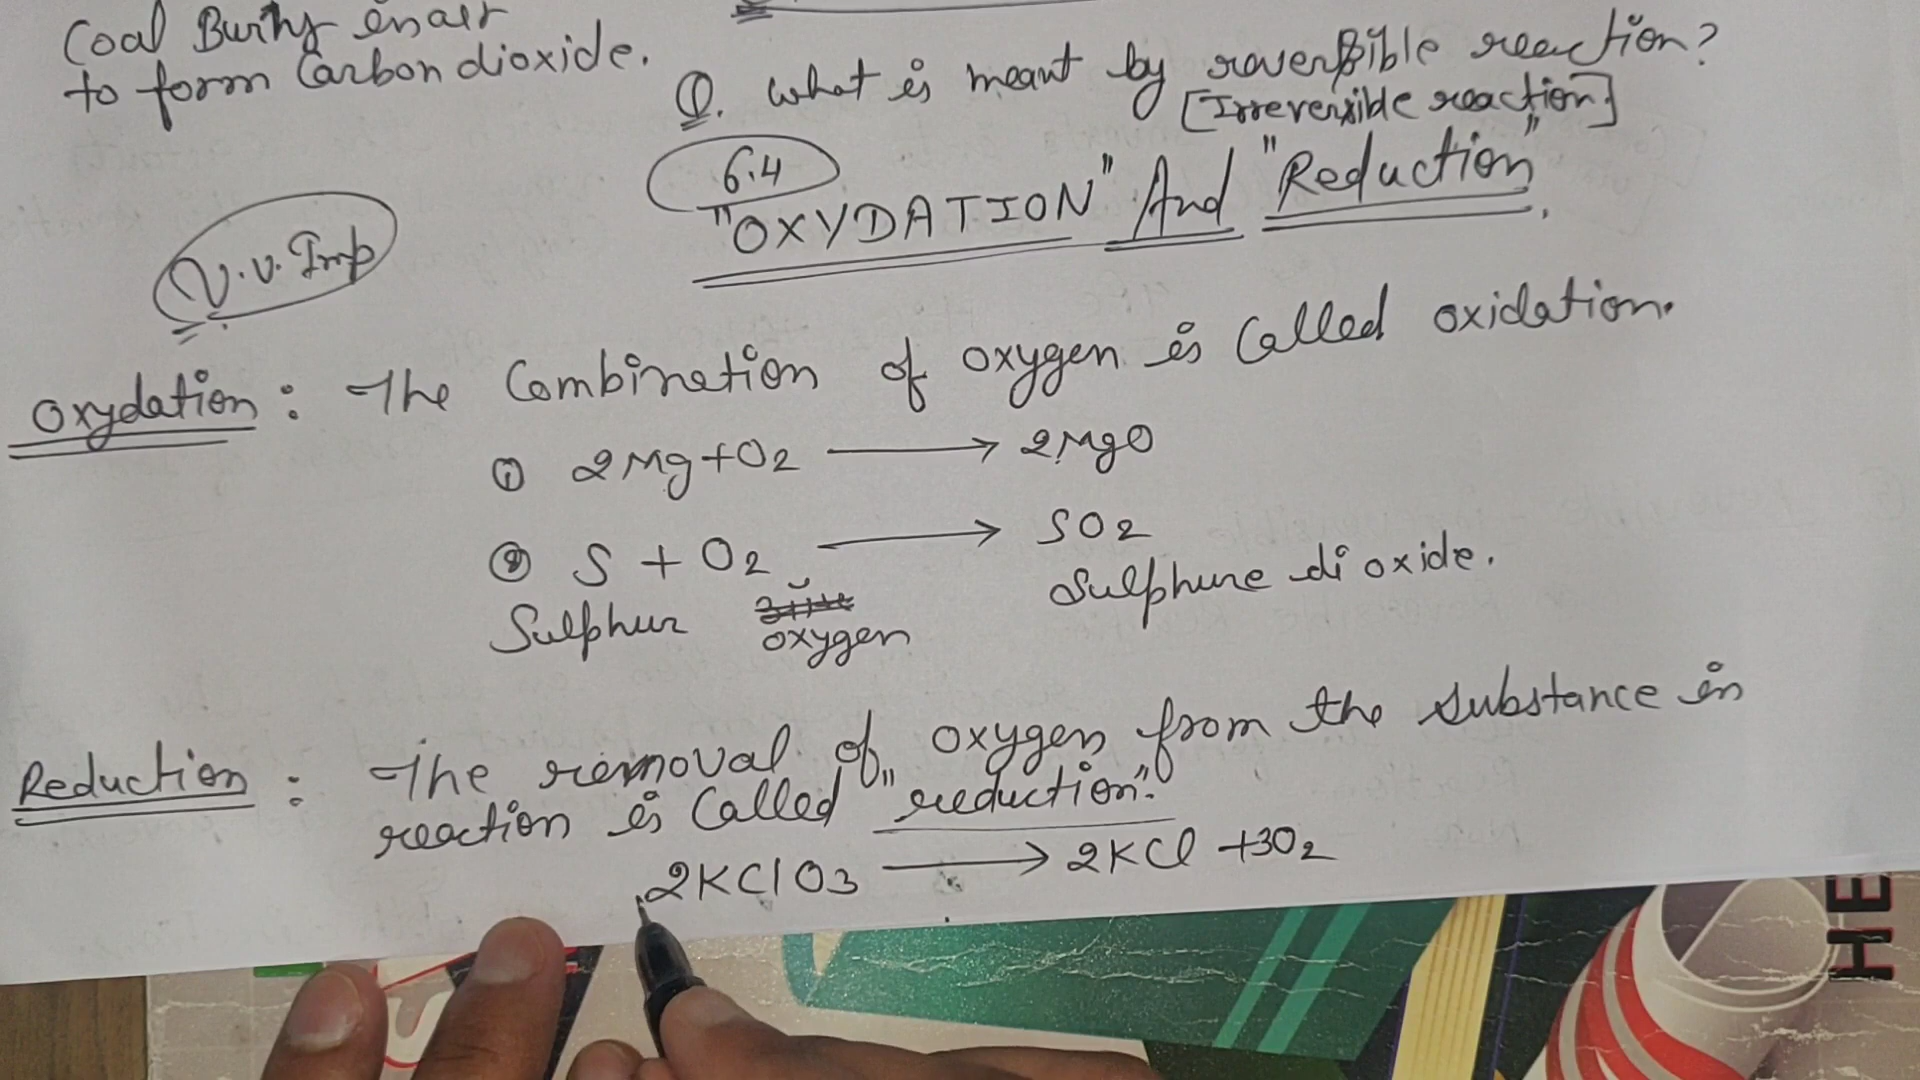 Coal Burng in air
to form Carbon dioxide.
Q. What is meant by reversible reaction?
[Irreversible reaction]
6.4
"OXYDATION" And "Reduction".
V.V. Imp
Oxydation : The Combination of oxygen is Called oxidation.
① 2Mg+O2 ⟶ 2MgO
② S + O2 ⟶ SO2
Sulphur oxygen Sulphure di oxide.
Reduction : The removal of oxygen from the substance in
reaction is Called "reduction".
2KClO3 ⟶ 2KCl +3O2
HE